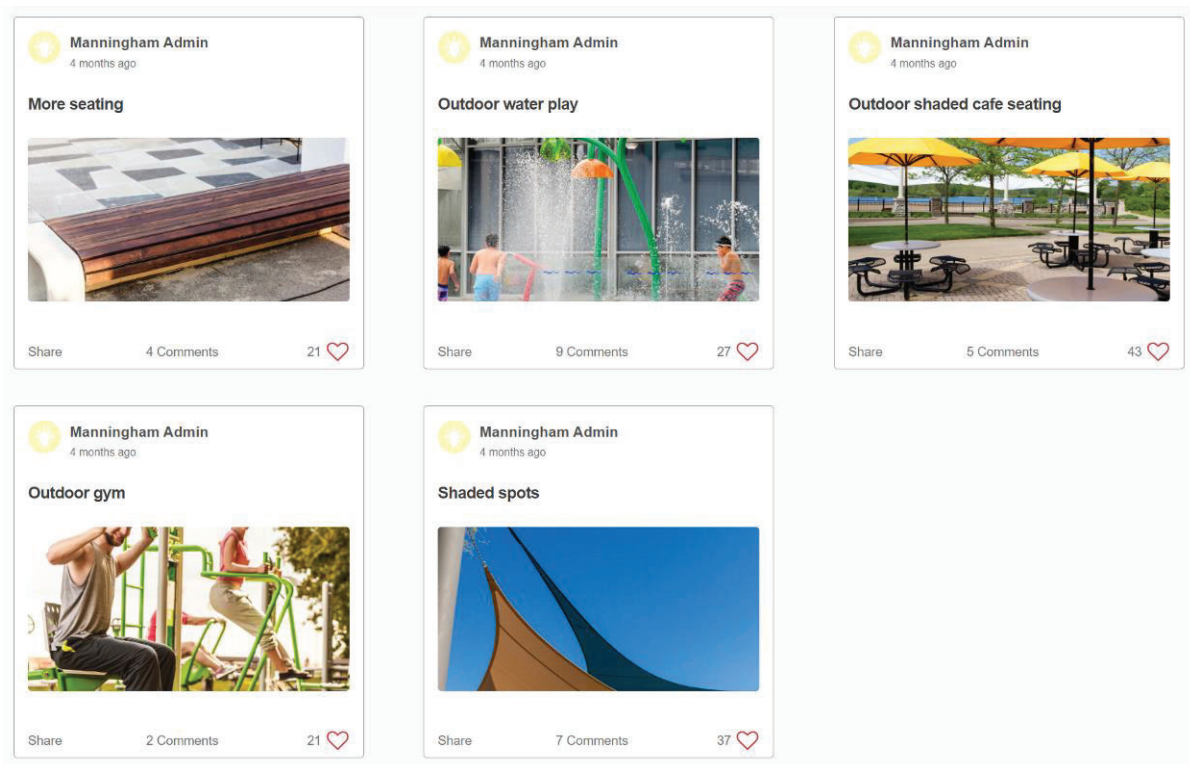 Manningham Admin
4 months ago
More seating
Share 4 Comments 21
Manningham Admin
4 months ago
Outdoor water play
Share 9 Comments 27
Manningham Admin
4 months ago
Outdoor shaded cafe seating
Share 5 Comments 43
Manningham Admin
4 months ago
Outdoor gym
Share 2 Comments 21
Manningham Admin
4 months ago
Shaded spots
Share 7 Comments 37